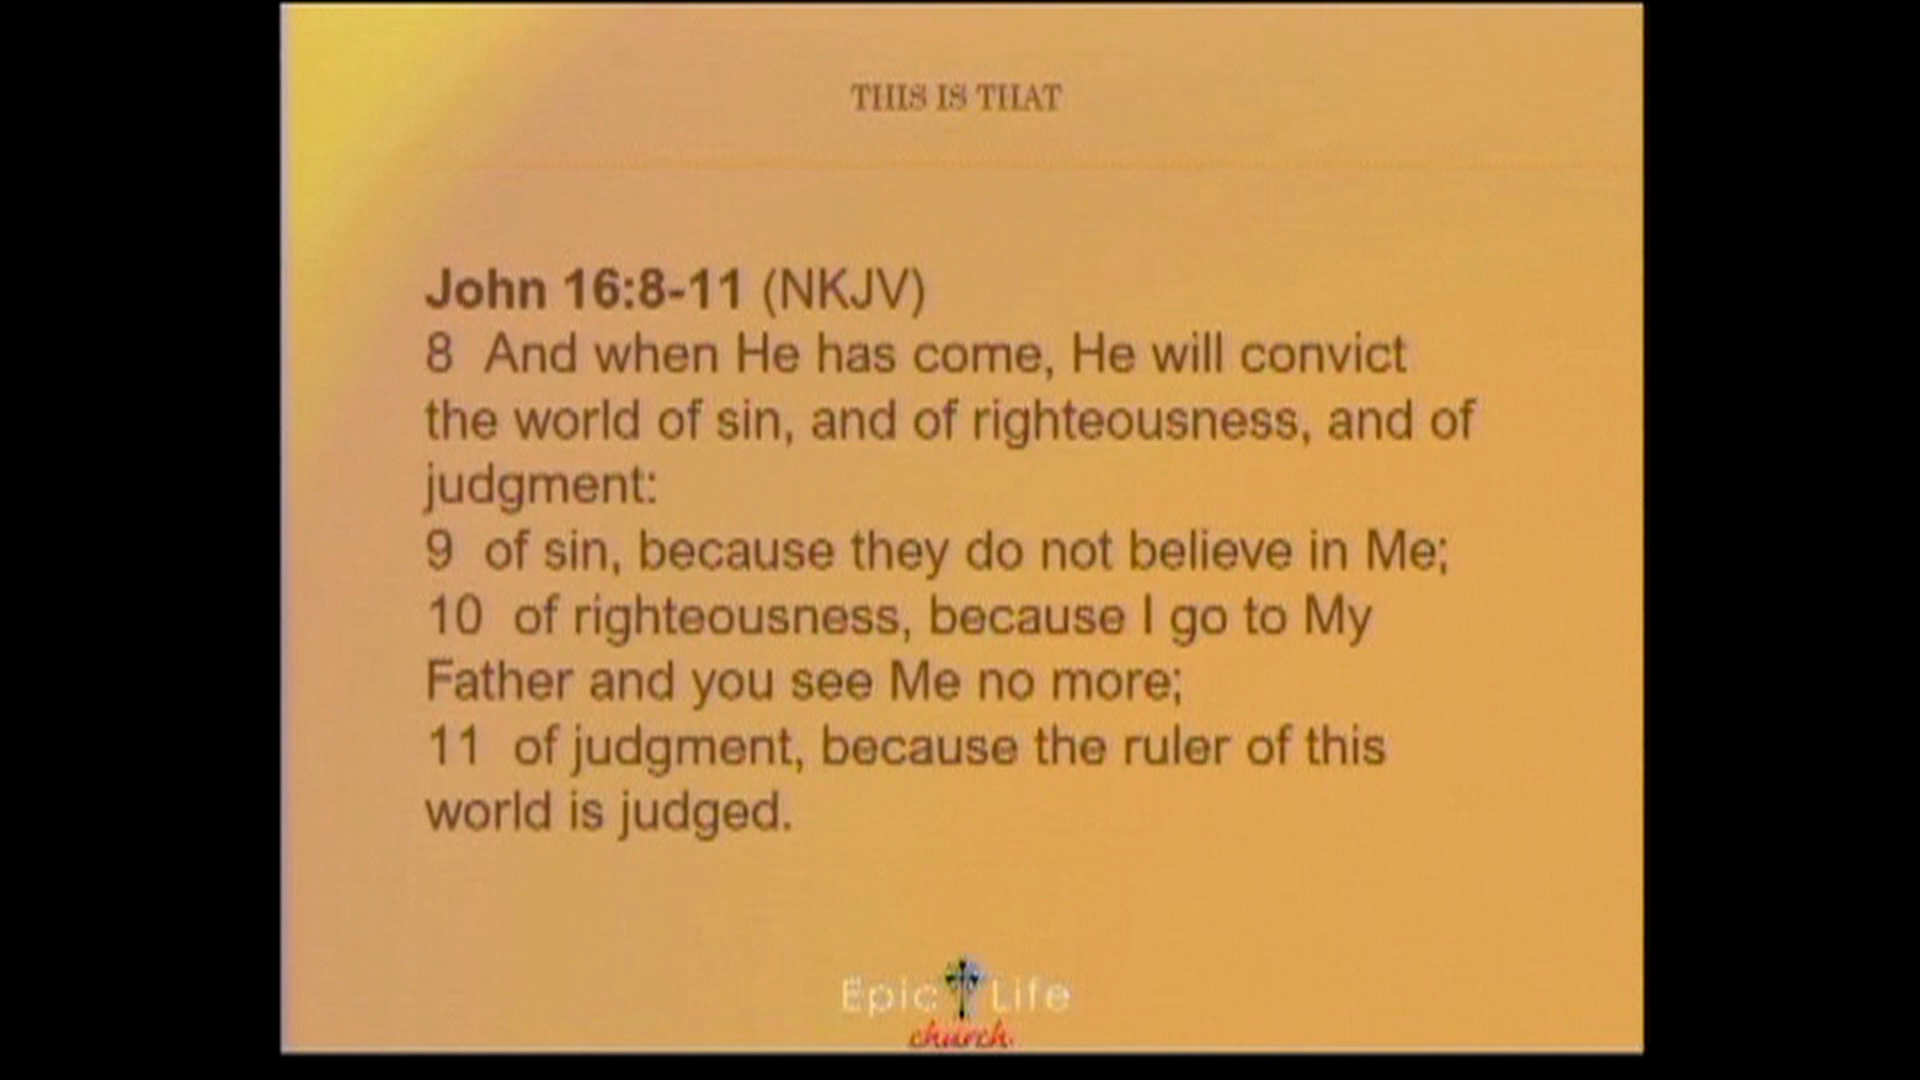 THIS IS THAT
John 16:8-11 (NKJV)
8 And when He has come, He will convict
the world of sin, and of righteousness, and of
judgment:
9 of sin, because they do not believe in Me;
10 of righteousness, because I go to My
Father and you see Me no more;
11 of judgment, because the ruler of this
world is judged.
Epic Life
church.